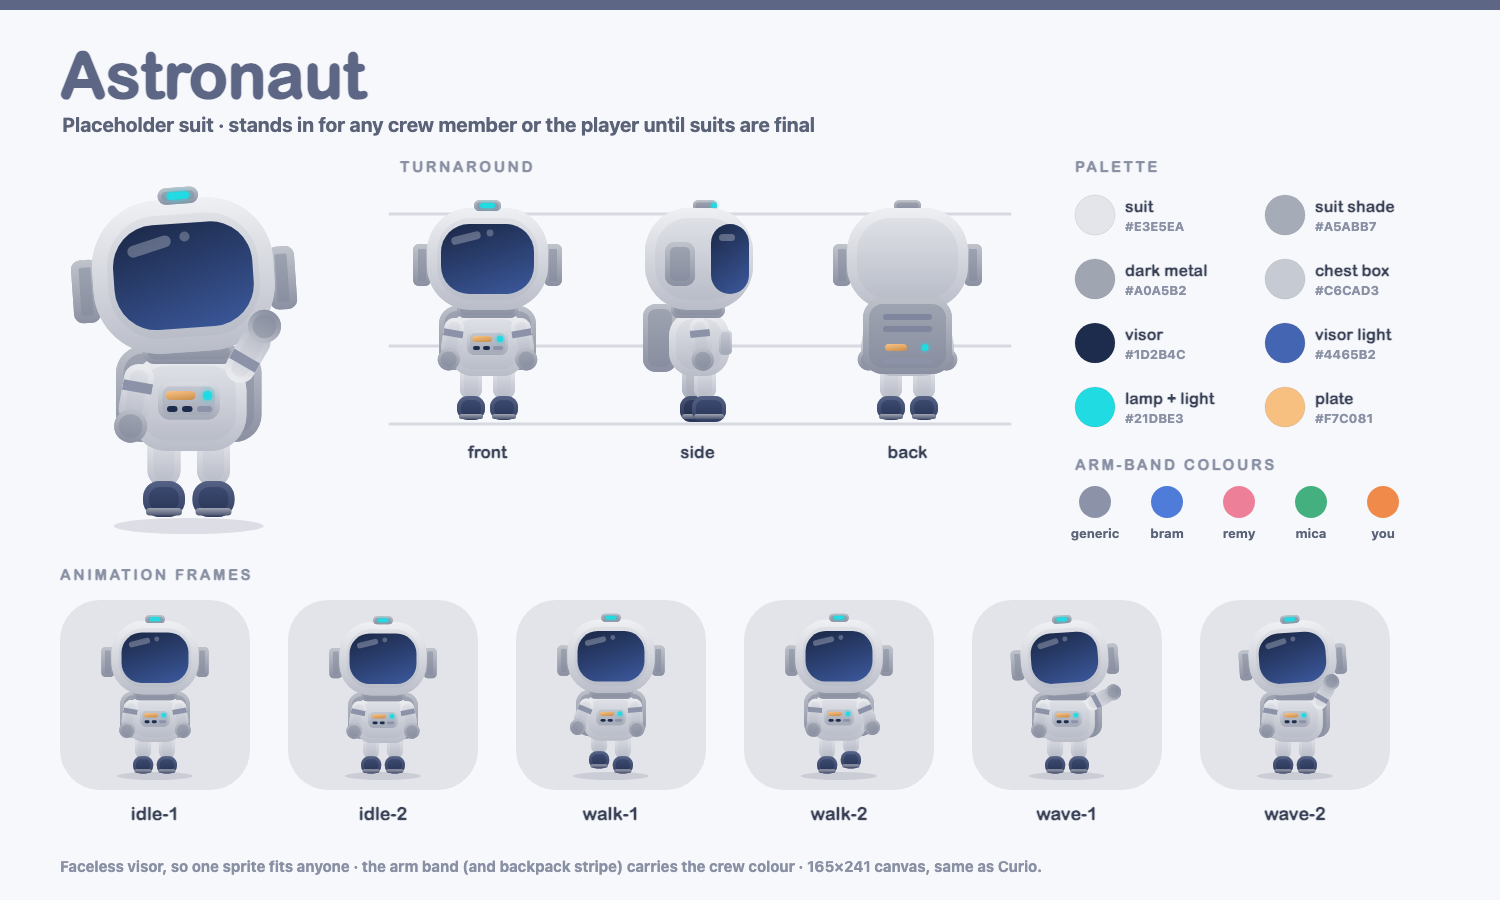 Astronaut
Placeholder suit · stands in for any crew member or the player until suits are final
TURNAROUND
front
side
back
PALETTE
suit
#E3E5EA
suit shade
#A5ABB7
dark metal
#A0A5B2
chest box
#C6CAD3
visor
#1D2B4C
visor light
#4465B2
lamp + light
#21DBE3
plate
#F7C081
ARM-BAND COLOURS
generic
bram
remy
mica
you
ANIMATION FRAMES
idle-1
idle-2
walk-1
walk-2
wave-1
wave-2
Faceless visor, so one sprite fits anyone · the arm band (and backpack stripe) carries the crew colour · 165×241 canvas, same as Curio.